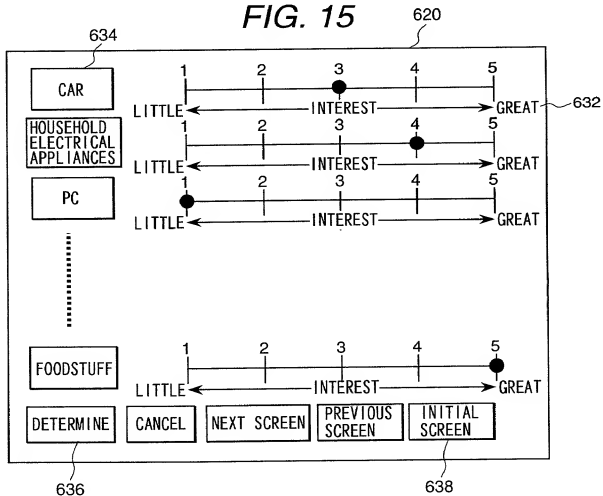 FIG. 15
634
620
CAR
1 2 3 4 5
LITTLE INTEREST GREAT
632
HOUSEHOLD
ELECTRICAL
APPLIANCES
1 2 3 4 5
LITTLE INTEREST GREAT
PC
1 2 3 4 5
LITTLE INTEREST GREAT
FOODSTUFF
1 2 3 4 5
LITTLE INTEREST GREAT
DETERMINE
CANCEL
NEXT SCREEN
PREVIOUS
SCREEN
INITIAL
SCREEN
636
638